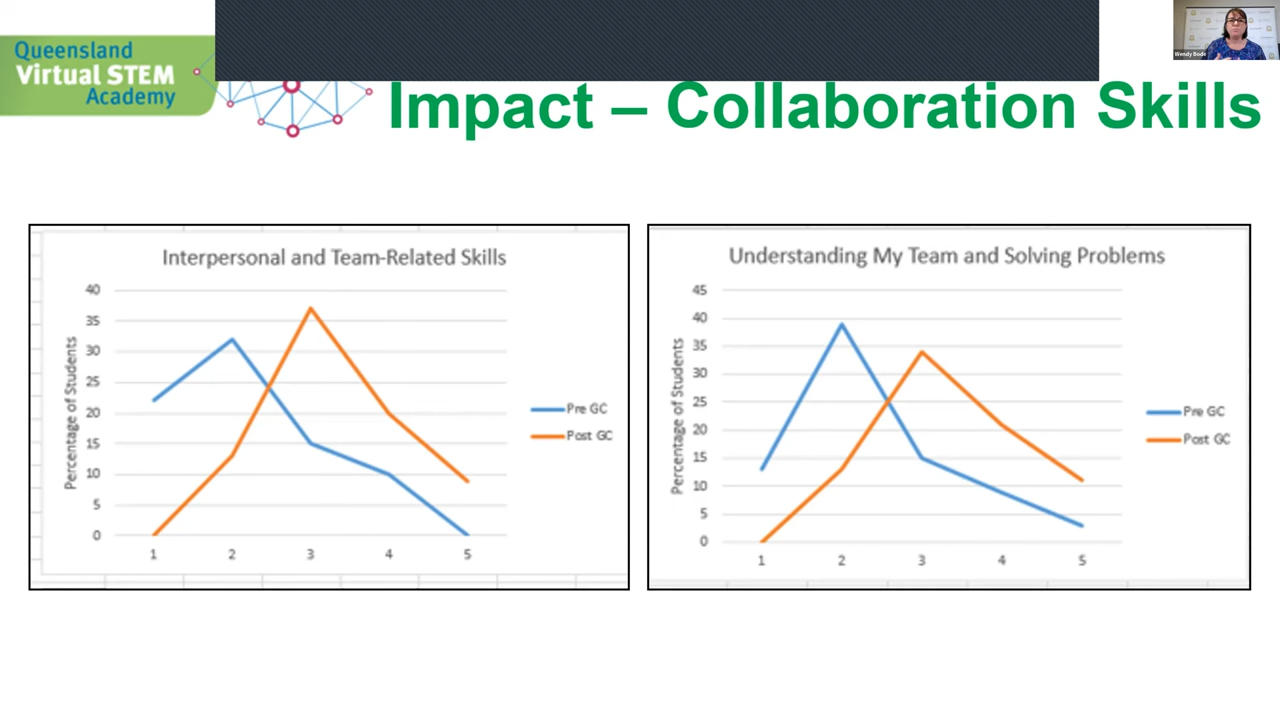 Queensland
Virtual STEM
Academy
Wendy Bode
Impact – Collaboration Skills
Interpersonal and Team-Related Skills
Percentage of Students
40
35
30
25
20
15
10
5
0
1 2 3 4 5
Pre GC
Post GC
Understanding My Team and Solving Problems
Percentage of Students
45
40
35
30
25
20
15
10
5
0
1 2 3 4 5
Pre GC
Post GC